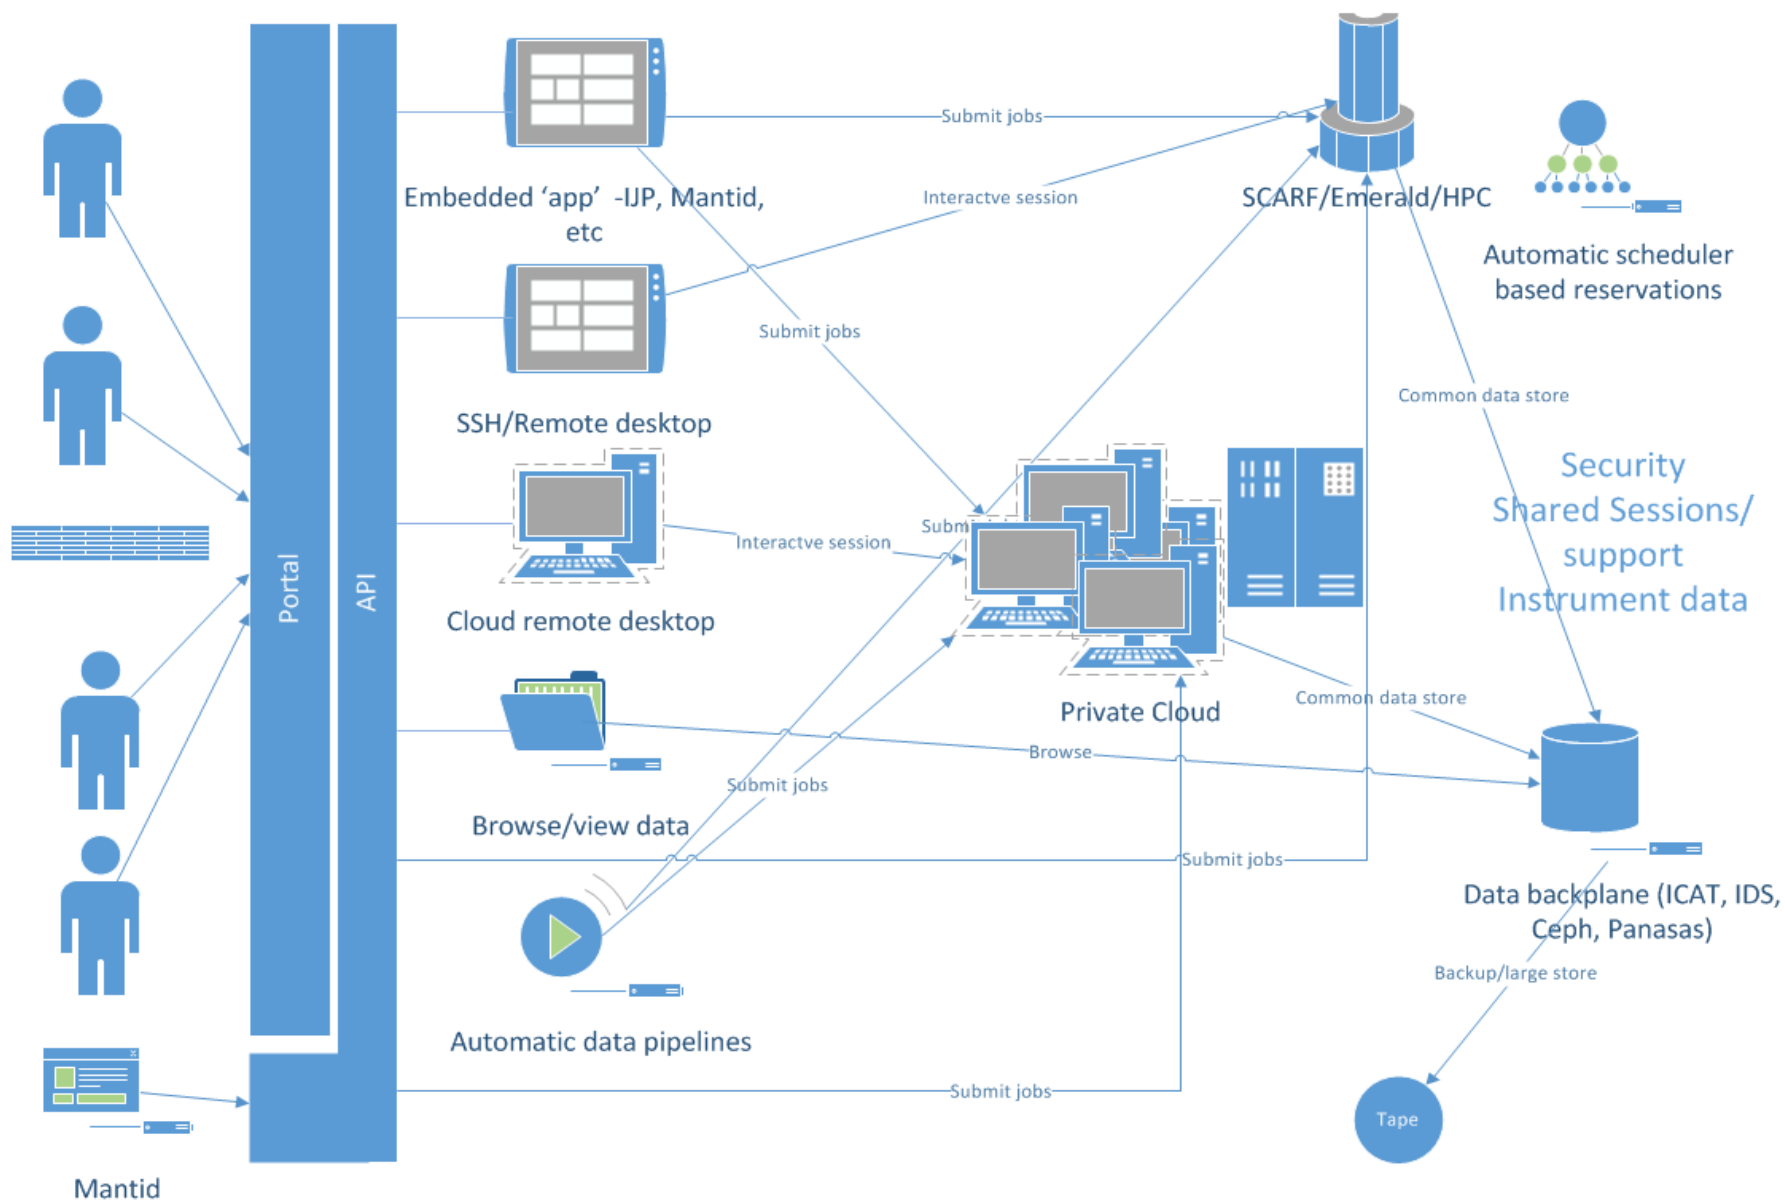 Submit jobs
Embedded ‘app’ -IJP, Mantid,
etc
Interactve session
SCARF/Emerald/HPC
Automatic scheduler
based reservations
Submit jobs
SSH/Remote desktop
Common data store
Security
Shared Sessions/
support
Instrument data
Portal
API
Interactve session
Cloud remote desktop
Private Cloud
Common data store
Browse
Submit jobs
Browse/view data
Submit jobs
Data backplane (ICAT, IDS,
Ceph, Panasas)
Backup/large store
Automatic data pipelines
Submit jobs
Tape
Mantid